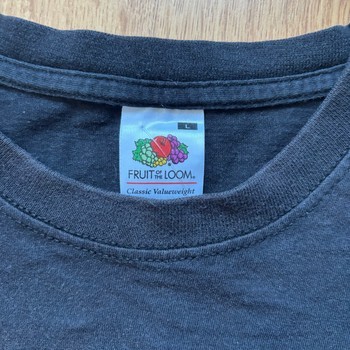 L
FRUIT OF THE LOOM®
Classic Valueweight